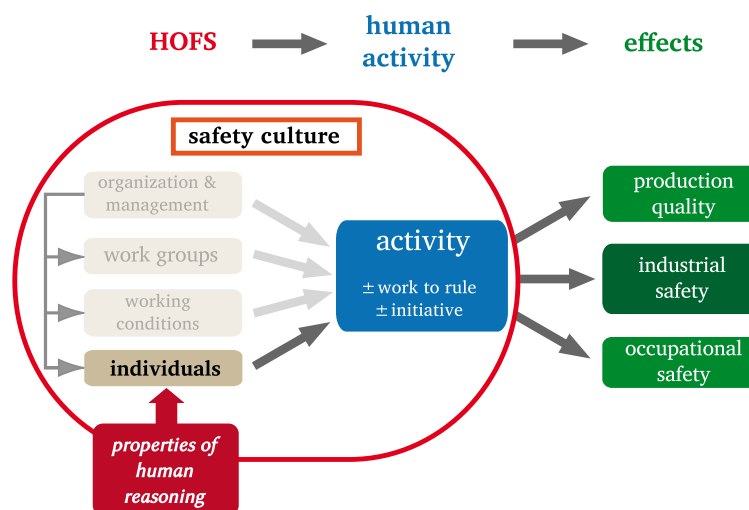 HOFS
human
activity
effects
safety culture
organization &
management
work groups
working
conditions
individuals
properties of
human
reasoning
activity
± work to rule
± initiative
production
quality
industrial
safety
occupational
safety